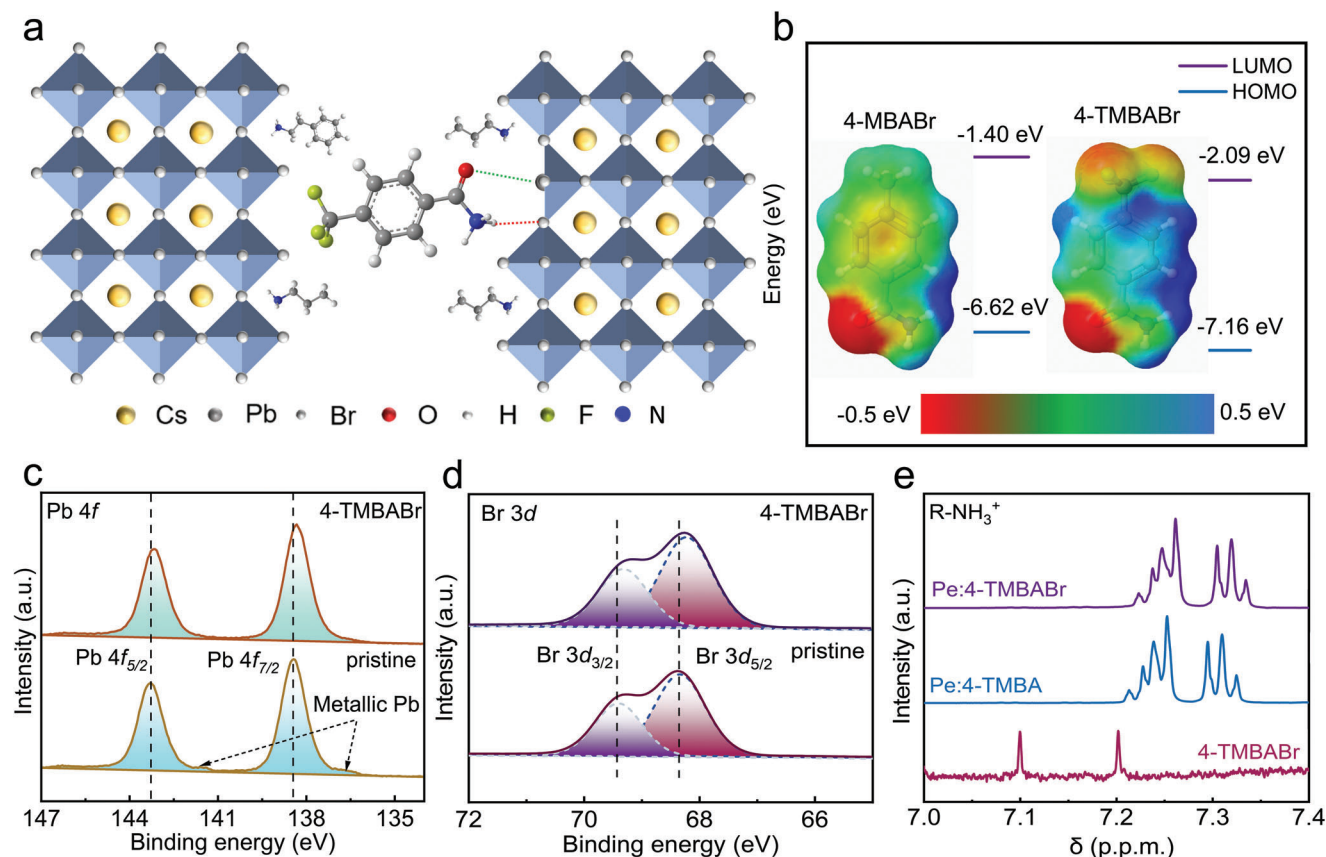 a
Cs Pb Br O H F N
b
LUMO
HOMO
4-MBABr
4-TMBABr
-1.40 eV
-2.09 eV
-6.62 eV
-7.16 eV
Energy (eV)
-0.5 eV
0.5 eV
c
Pb 4f
4-TMBABr
Pb 4f5/2
Pb 4f7/2
pristine
Metallic Pb
Intensity (a.u.)
147 144 141 138 134
Binding energy (eV)
d
Br 3d
4-TMBABr
Br 3d3/2
Br 3d5/2
pristine
Intensity (a.u.)
72 70 68 66
Binding energy (eV)
e
R-NH3+
Pe:4-TMBABr
Pe:4-TMBA
4-TMBABr
Intensity (a.u.)
7.0 7.1 7.2 7.3 7.4
δ (p.p.m.)